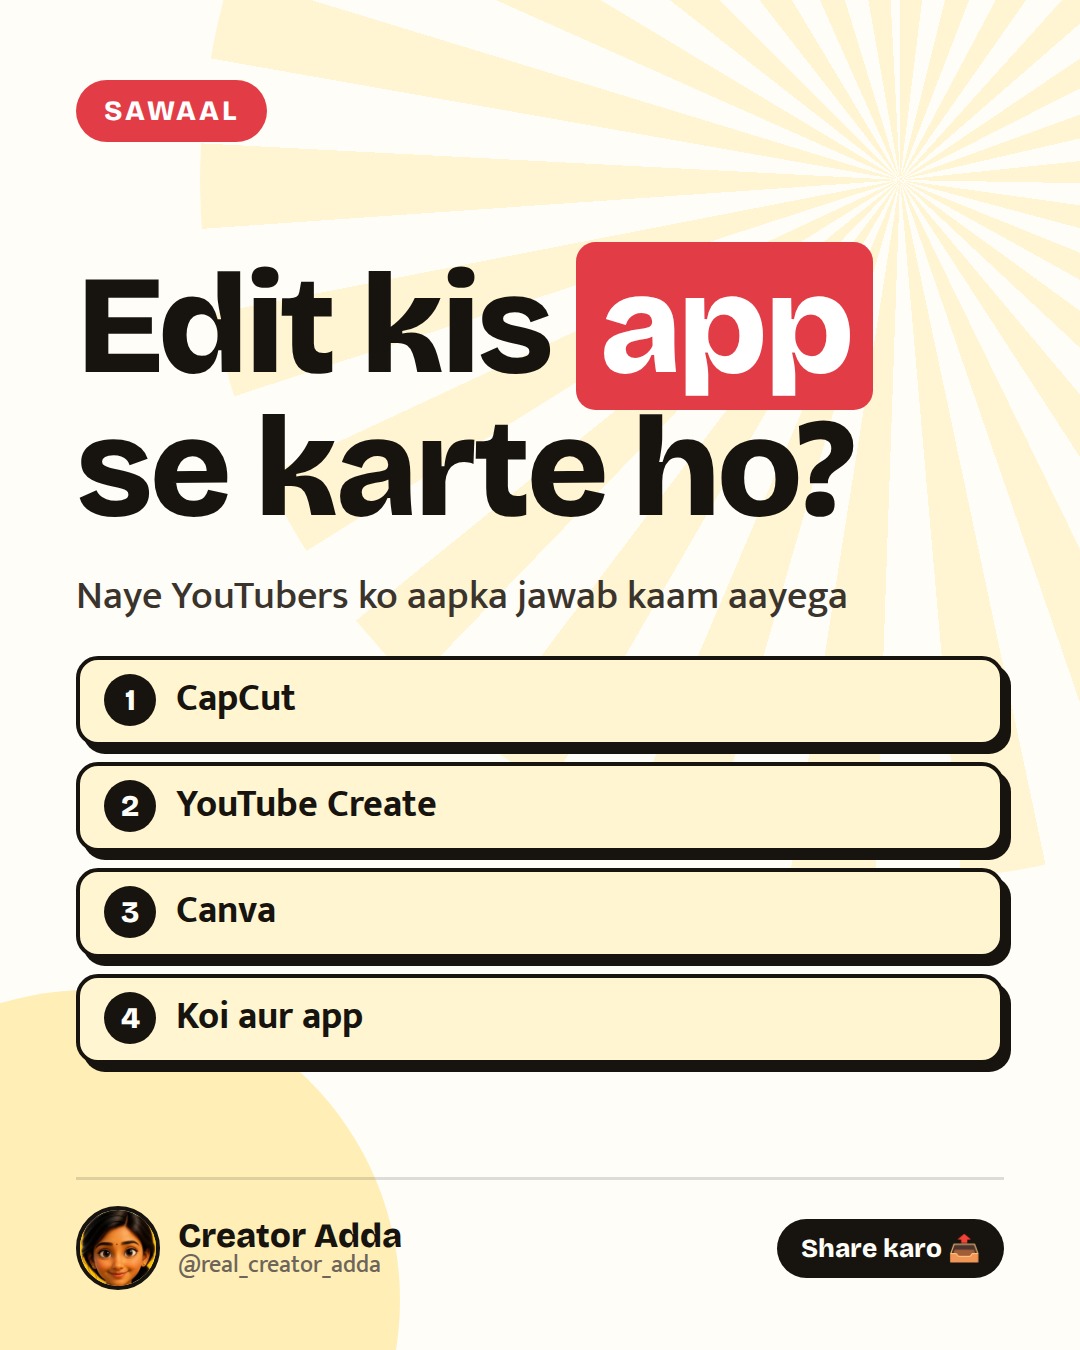 SAWAAL
Edit kis app
se karte ho?
Naye YouTubers ko aapka jawab kaam aayega
1 CapCut
2 YouTube Create
3 Canva
4 Koi aur app
Creator Adda
@real_creator_adda
Share karo 📤